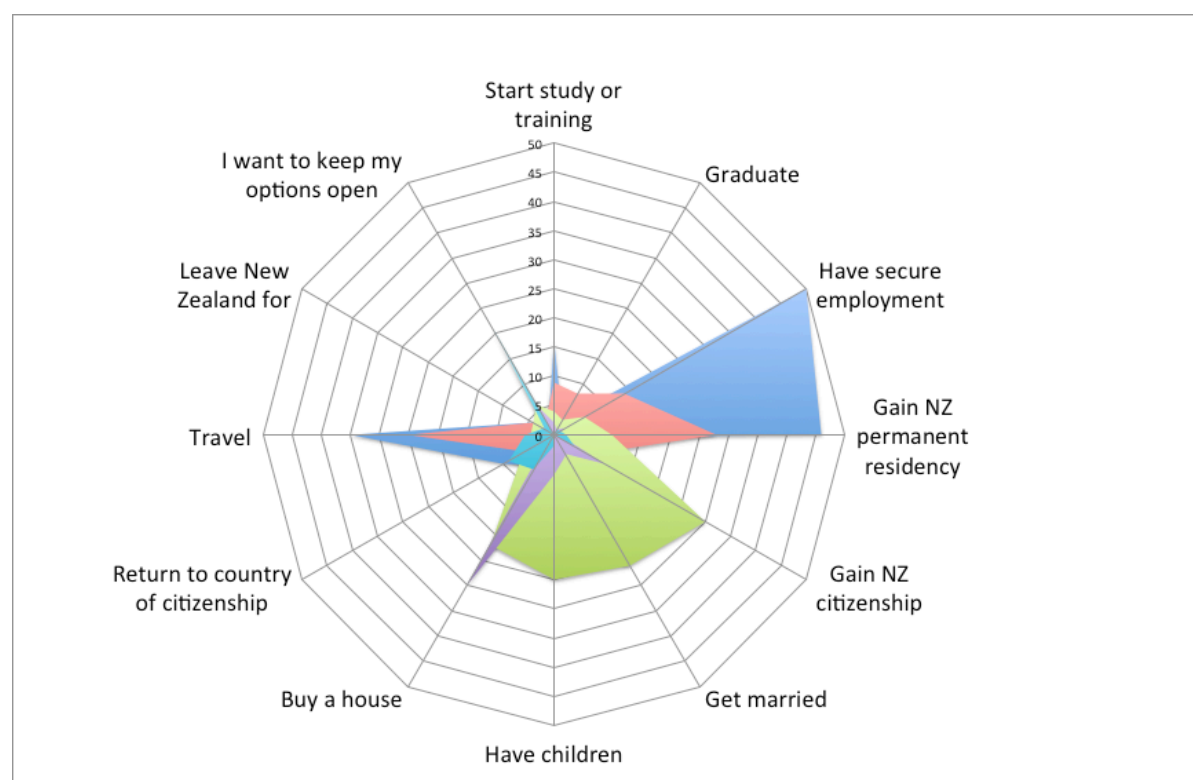 Start study or
training
50
I want to keep my
options open
Graduate
45
40
35
Leave New
Zealand for
30
Have secure
employment
25
20
15
10
5
0
Travel
Gain NZ
permanent
residency
Return to country
of citizenship
Gain NZ
citizenship
Buy a house
Get married
Have children